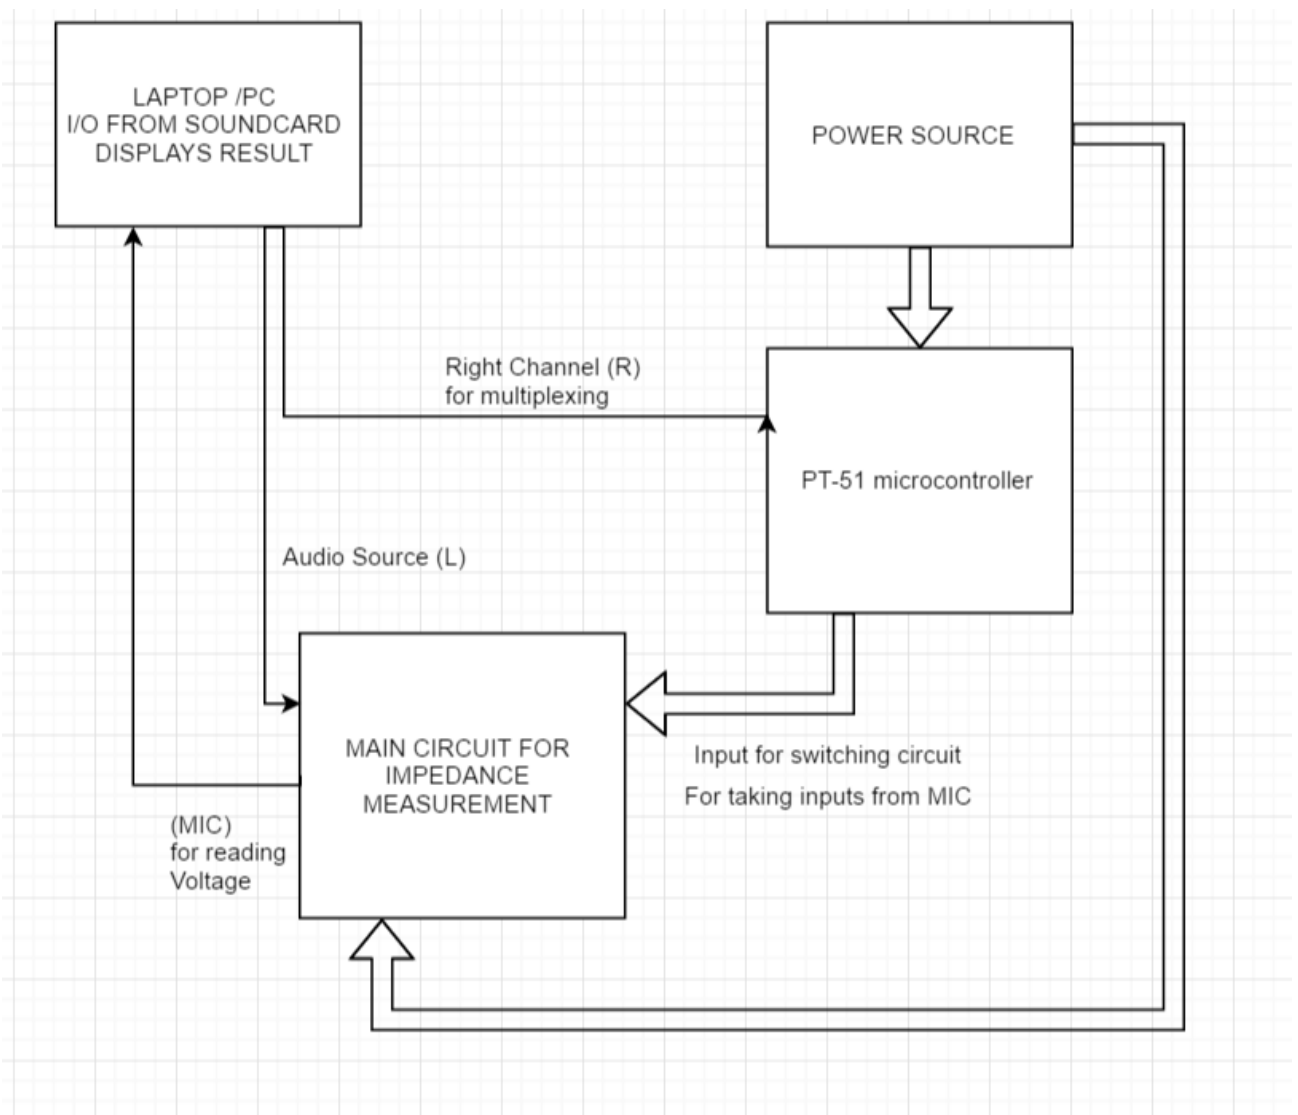 LAPTOP /PC
I/O FROM SOUNDCARD
DISPLAYS RESULT
POWER SOURCE
Right Channel (R)
for multiplexing
PT-51 microcontroller
Audio Source (L)
MAIN CIRCUIT FOR
IMPEDANCE
MEASUREMENT
Input for switching circuit
For taking inputs from MIC
(MIC)
for reading
Voltage